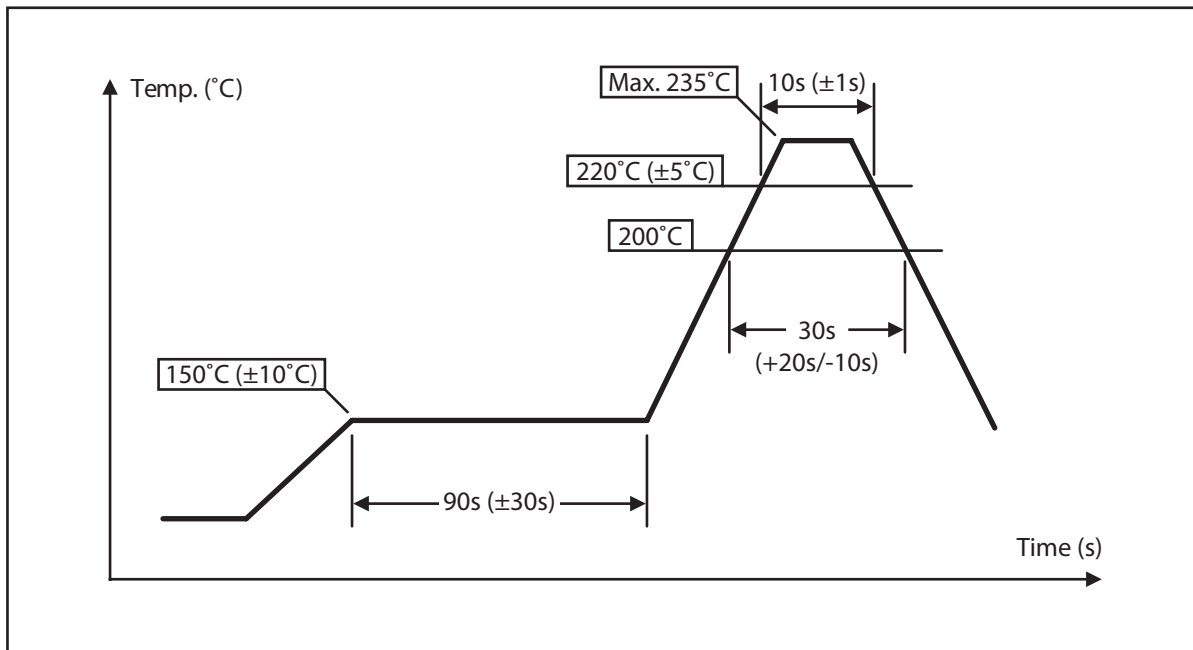 Temp. (˚C)
Max. 235˚C
10s (±1s)
220˚C (±5˚C)
200˚C
30s
(+20s/-10s)
150˚C (±10˚C)
90s (±30s)
Time (s)